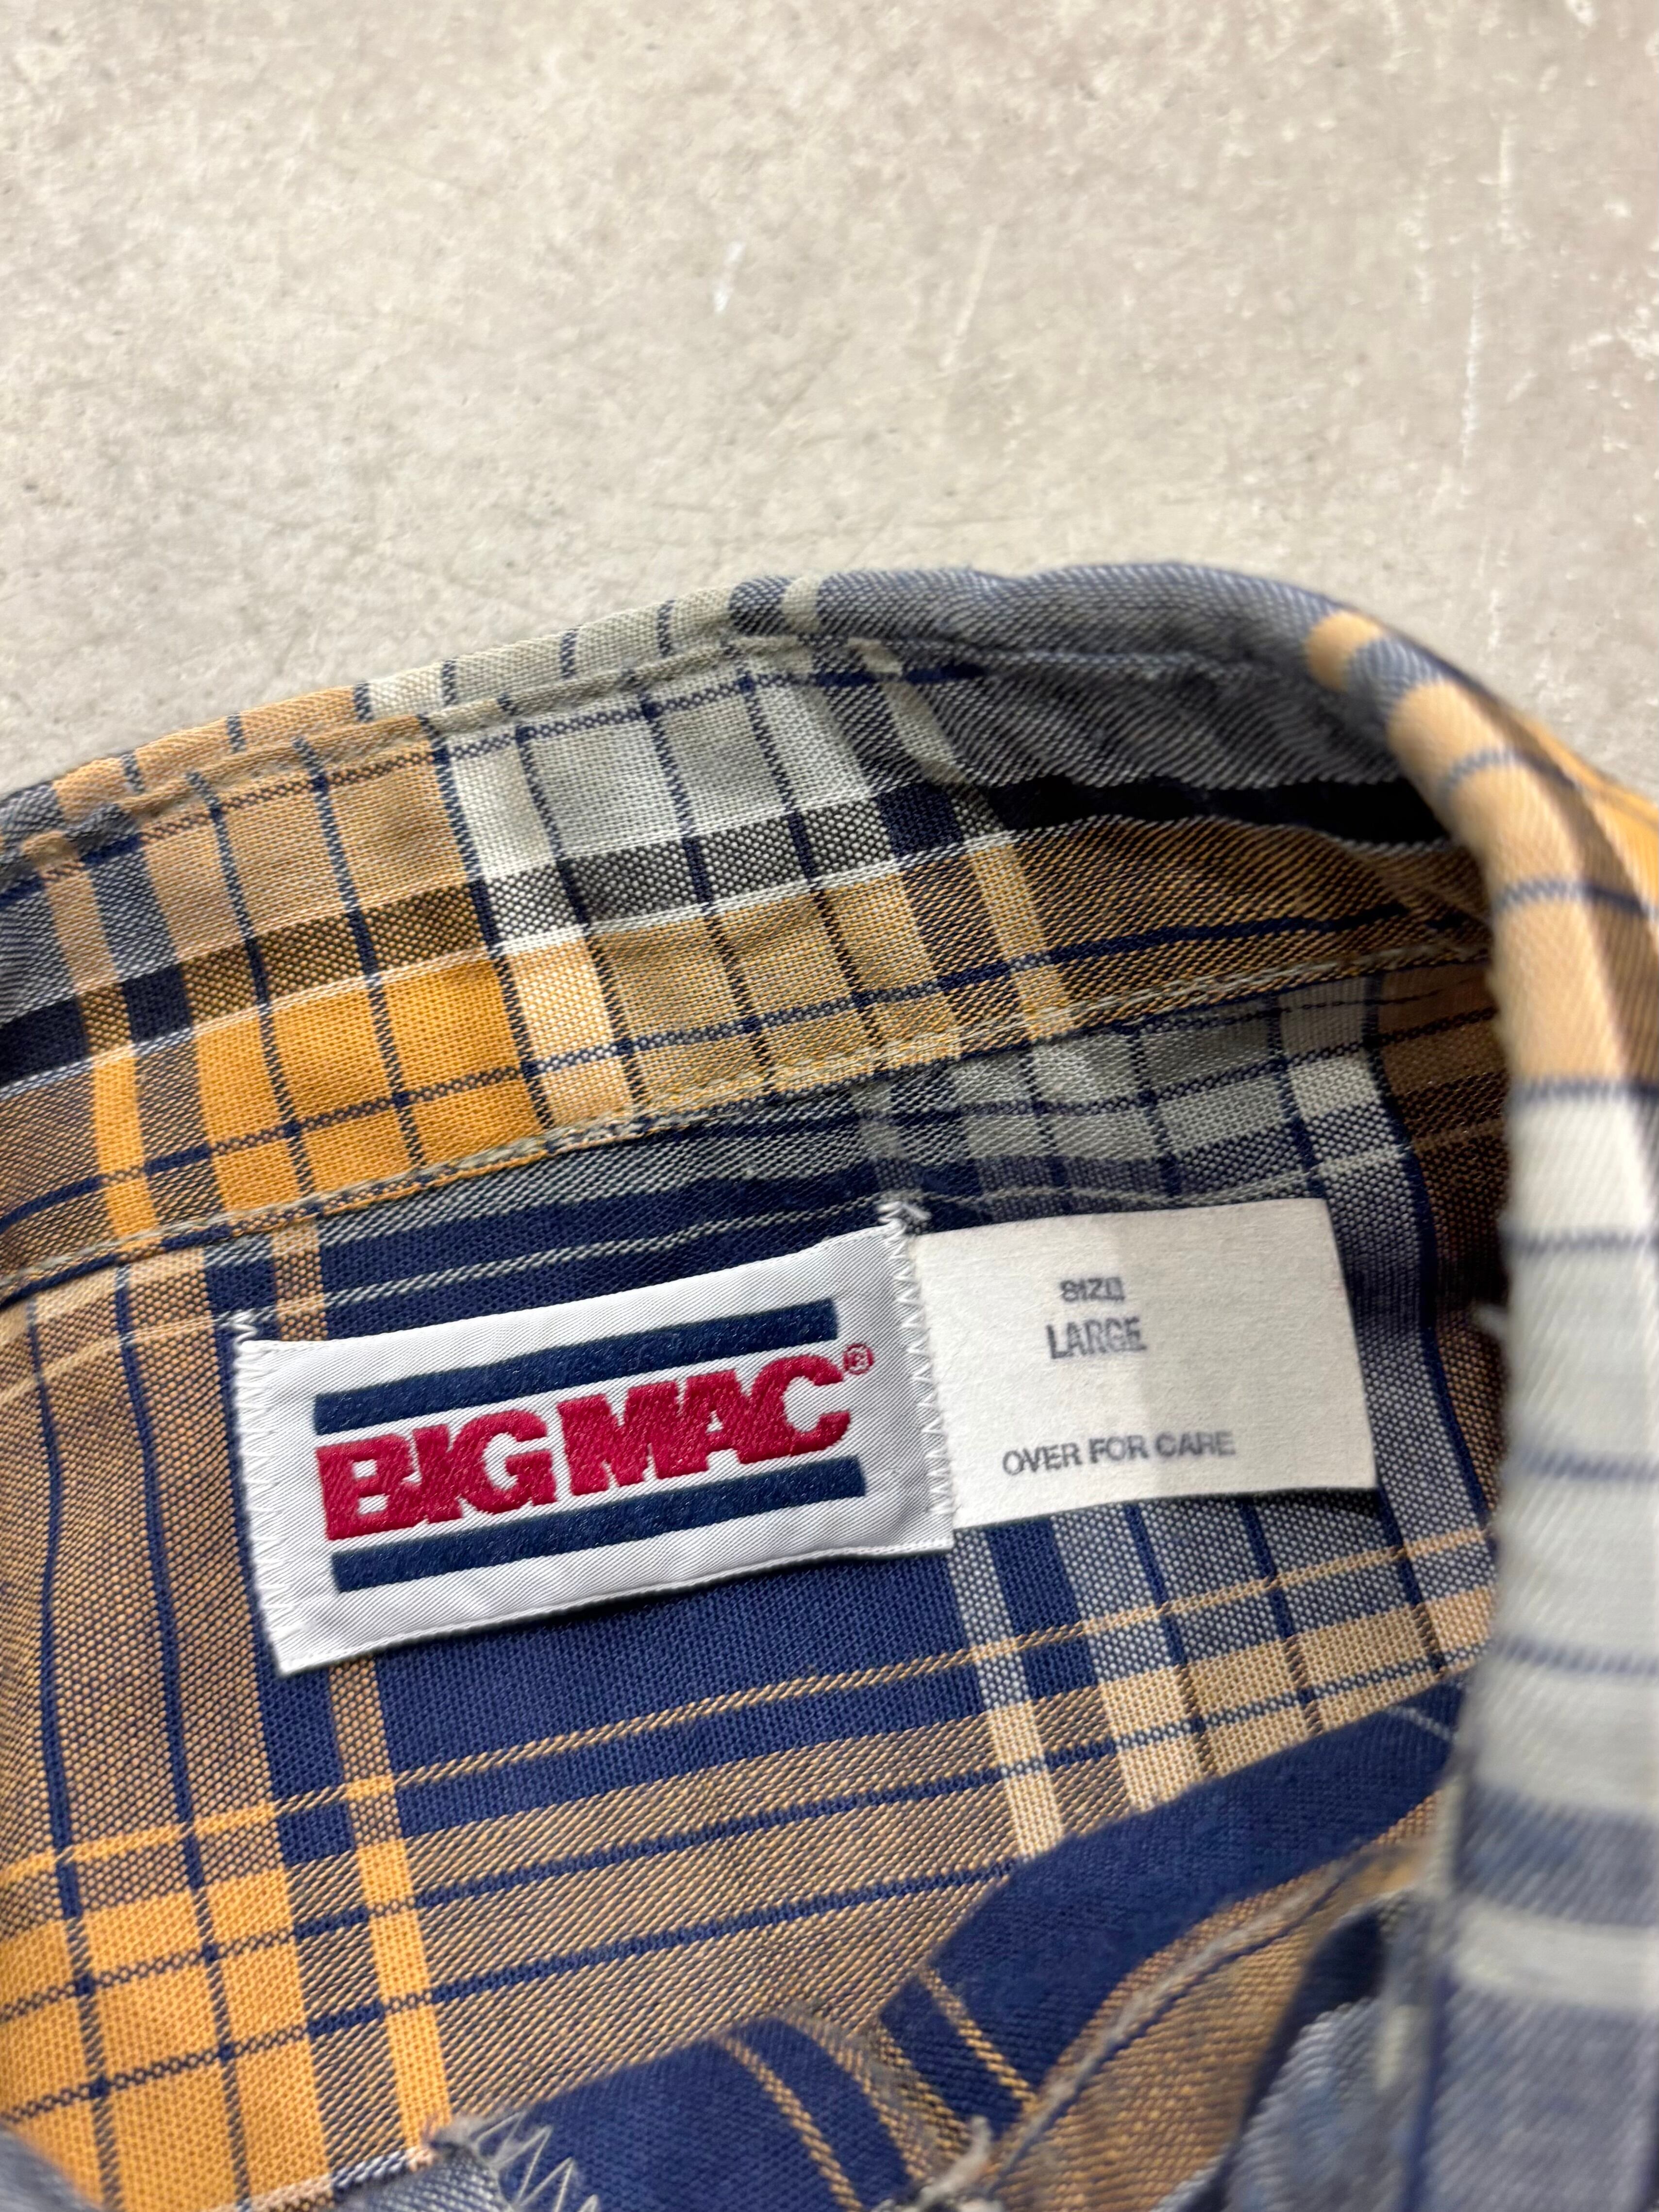 BIG MAC®
SIZE
LARGE
OVER FOR CARE